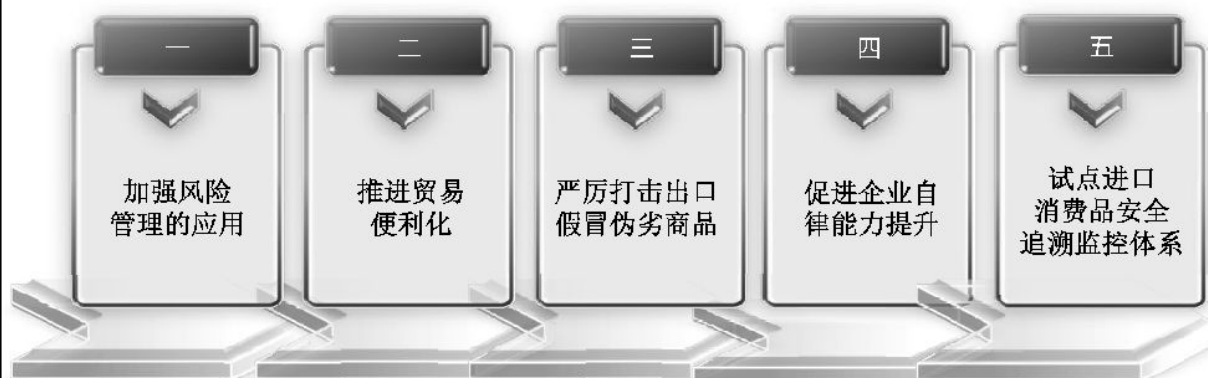 一
加强风险
管理的应用
二
推进贸易
便利化
三
严厉打击出口
假冒伪劣商品
四
促进企业自
律能力提升
五
试点进口
消费品安全
追溯监控体系